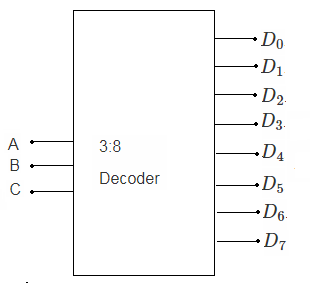 D₀
D₁
D₂.
D₃.
D₄
A
3:8
B
Decoder
C
D₅
D₆.
D₇